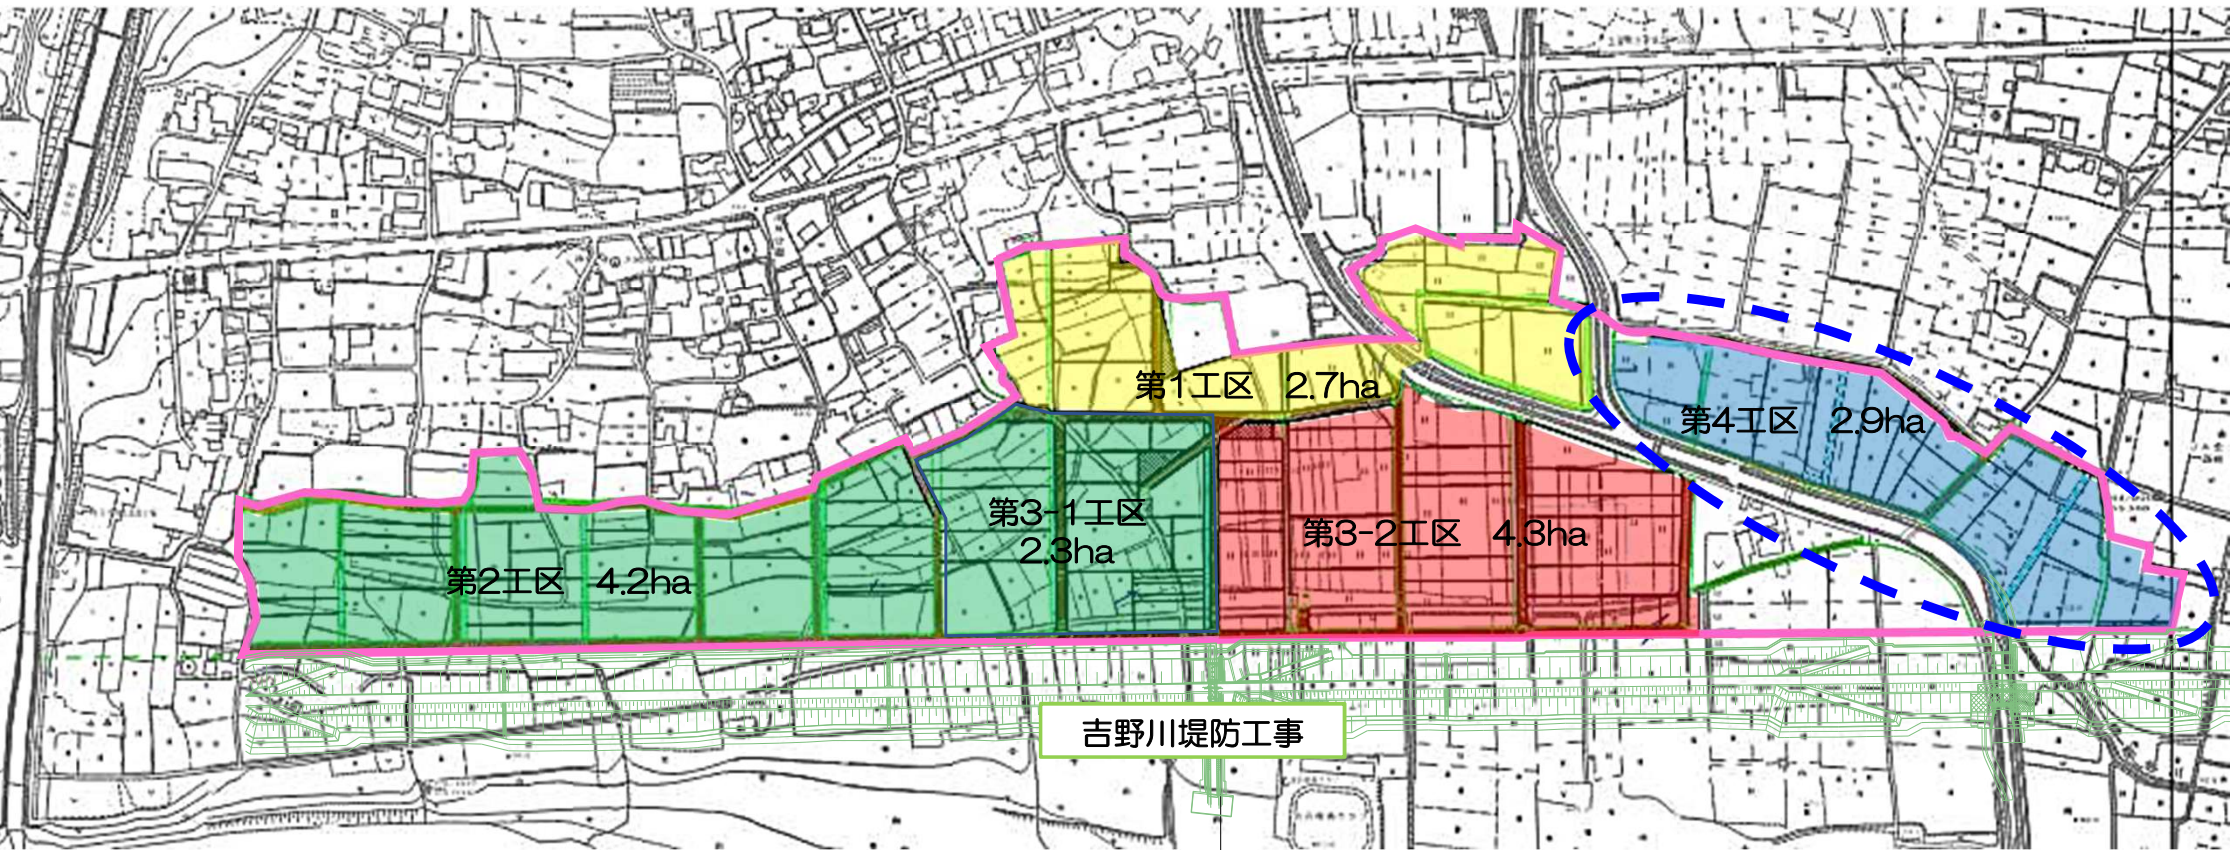 第1工区 2.7ha
第4工区 2.9ha
第3-1工区
2.3ha
第3-2工区 4.3ha
第2工区 4.2ha
吉野川堤防工事